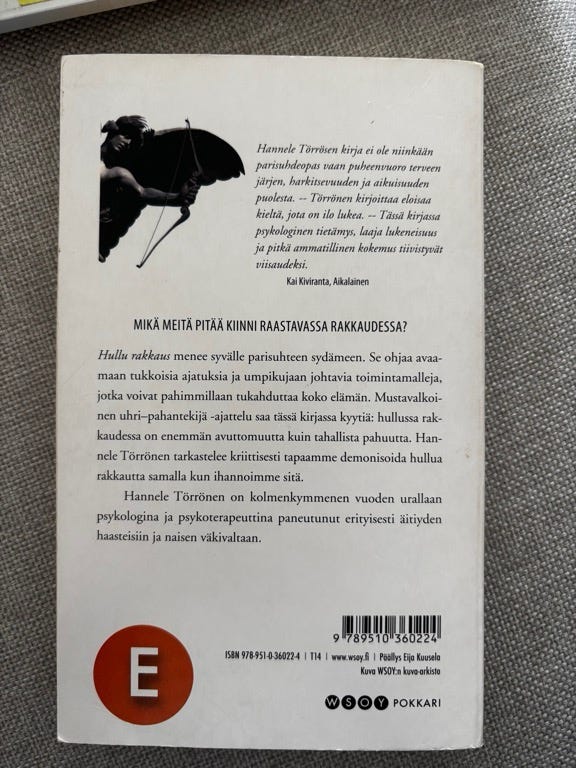 Hannele Törrösen kirja ei ole niinkään
parisuhdeopas vaan puheenvuoro terveen
järjen, harkitsevuuden ja aikuisuuden
puolesta. -- Törrönen kirjoittaa eloisaa
kieltä, jota on ilo lukea. -- Tässä kirjassa
psykologinen tietämys, laaja lukeneisuus
ja pitkä ammatillinen kokemus tiivistyvät
viisaudeksi.
Kai Kiviranta, Aikalainen
MIKÄ MEITÄ PITÄÄ KIINNI RAASTAVASSA RAKKAUDESSA?
Hullu rakkaus menee syvälle parisuhteen sydämeen. Se ohjaa avaa-
maan tukkoisia ajatuksia ja umpikujaan johtavia toimintamalleja,
jotka voivat pahimmillaan tukahduttaa koko elämän. Mustavalkoi-
nen uhri–pahantekijä -ajattelu saa tässä kirjassa kyytiä: hullussa rak-
kaudessa on enemmän avuttomuutta kuin tahallista pahuutta. Han-
nele Törrönen tarkastelee kriittisesti tapaamme demonisoida hullua
rakkautta samalla kun ihannoimme sitä.
Hannele Törrönen on kolmenkymmenen vuoden urallaan
psykologina ja psykoterapeuttina paneutunut erityisesti äitiyden
haasteisiin ja naisen väkivaltaan.
9 789510 360224
ISBN 978-951-0-36022-4 | T14 | www.wsoy.fi | Päällys Eija Kuusela
Kuva WSOY:n kuva-arkisto
E
WSOY POKKARI